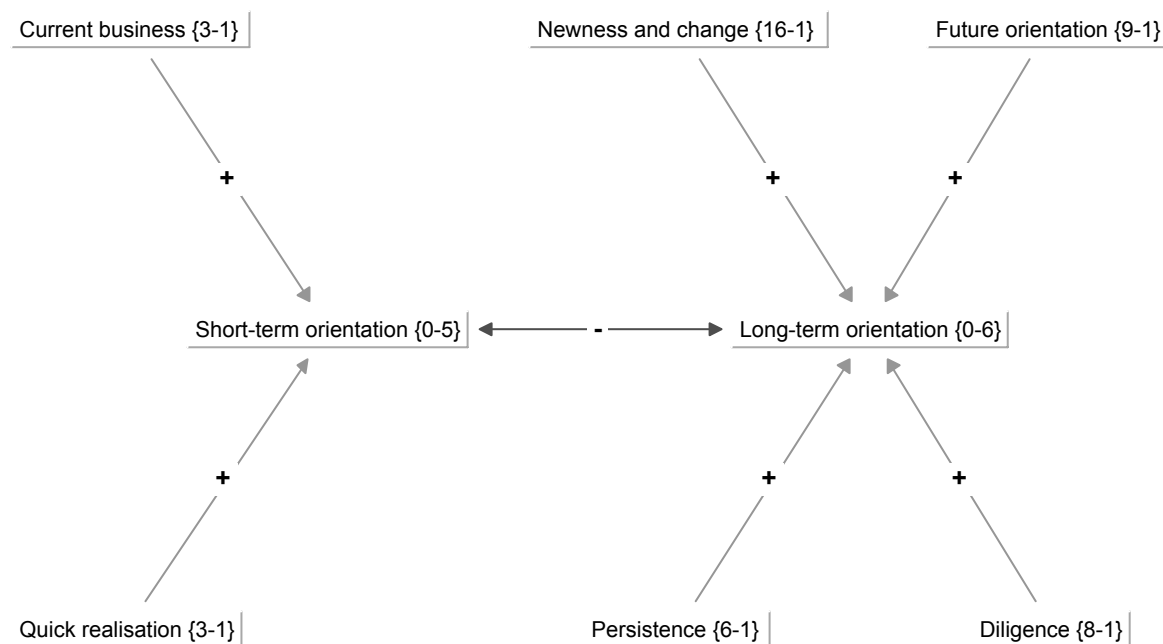 Current business {3-1}
Newness and change {16-1}
Future orientation {9-1}
+
+
+
Short-term orientation {0-5}
-
Long-term orientation {0-6}
+
+
+
Quick realisation {3-1}
Persistence {6-1}
Diligence {8-1}